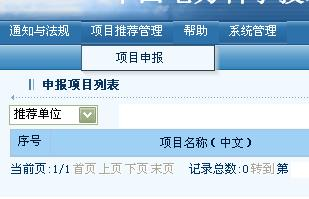 通知与法规 项目推荐管理 帮助 系统管理
项目申报
申报项目列表
推荐单位
序号 项目名称(中文)
当前页:1/1 首页 上页 下页 末页 记录总数:0 转到 第